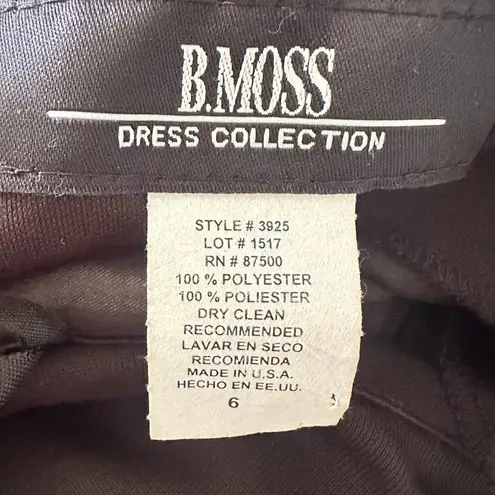 B.MOSS
DRESS COLLECTION
STYLE # 3925
LOT # 1517
RN # 87500
100 % POLYESTER
100 % POLIESTER
DRY CLEAN
RECOMMENDED
LAVAR EN SECO
RECOMIENDA
MADE IN U.S.A.
HECHO EN EE.UU.
6